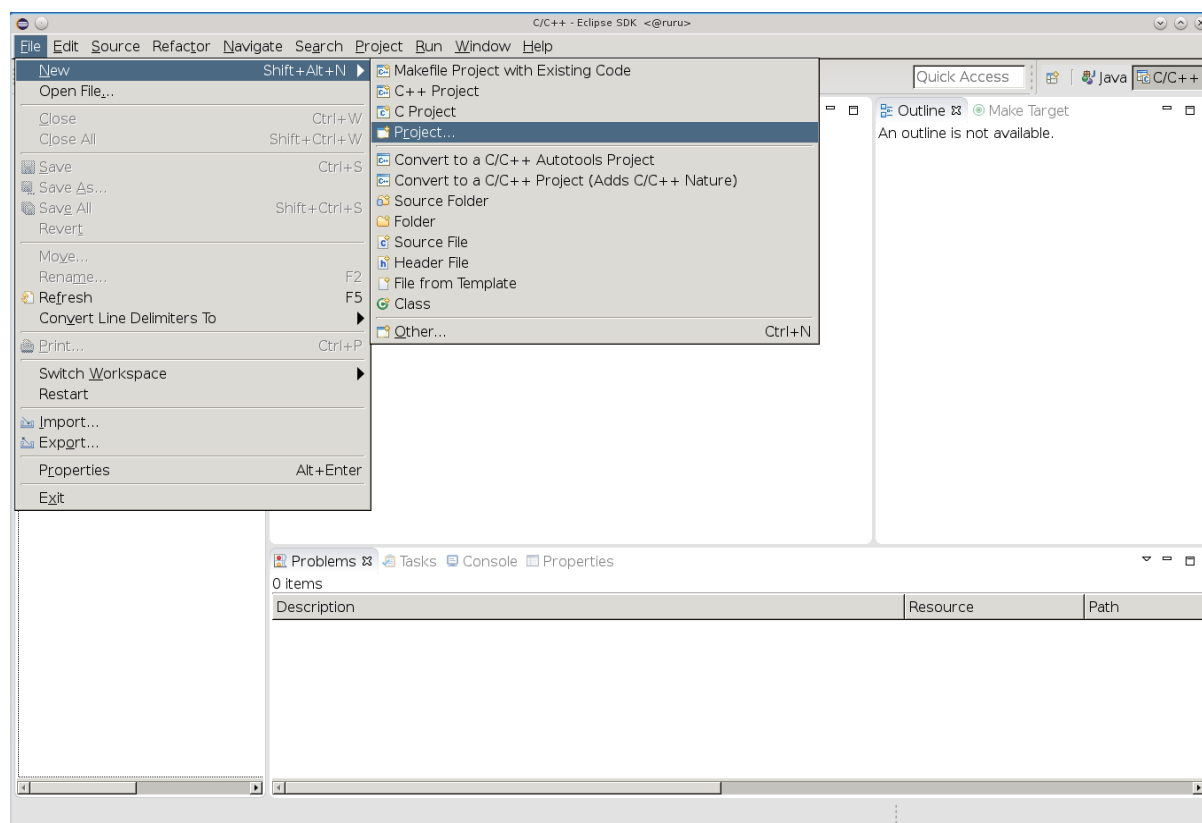 C/C++ - Eclipse SDK <@ruru>
File Edit Source Refactor Navigate Search Project Run Window Help
New Shift+Alt+N
Open File...
Close Ctrl+W
Close All Shift+Ctrl+W
Save Ctrl+S
Save As...
Save All Shift+Ctrl+S
Revert
Move...
Rename... F2
Refresh F5
Convert Line Delimiters To
Print... Ctrl+P
Switch Workspace
Restart
Import...
Export...
Properties Alt+Enter
Exit
Makefile Project with Existing Code
C++ Project
C Project
Project...
Convert to a C/C++ Autotools Project
Convert to a C/C++ Project (Adds C/C++ Nature)
Source Folder
Folder
Source File
Header File
File from Template
Class
Other... Ctrl+N
Quick Access Java C/C++
Outline Make Target
An outline is not available.
Problems Tasks Console Properties
0 items
Description Resource Path